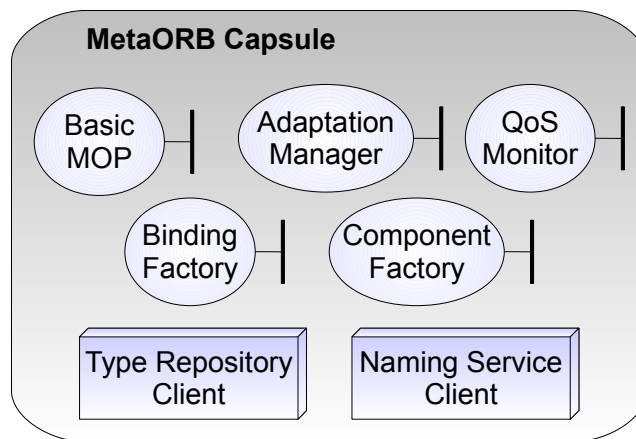 MetaORB Capsule
Basic
MOP
Adaptation
Manager
QoS
Monitor
Binding
Factory
Component
Factory
Type Repository
Client
Naming Service
Client